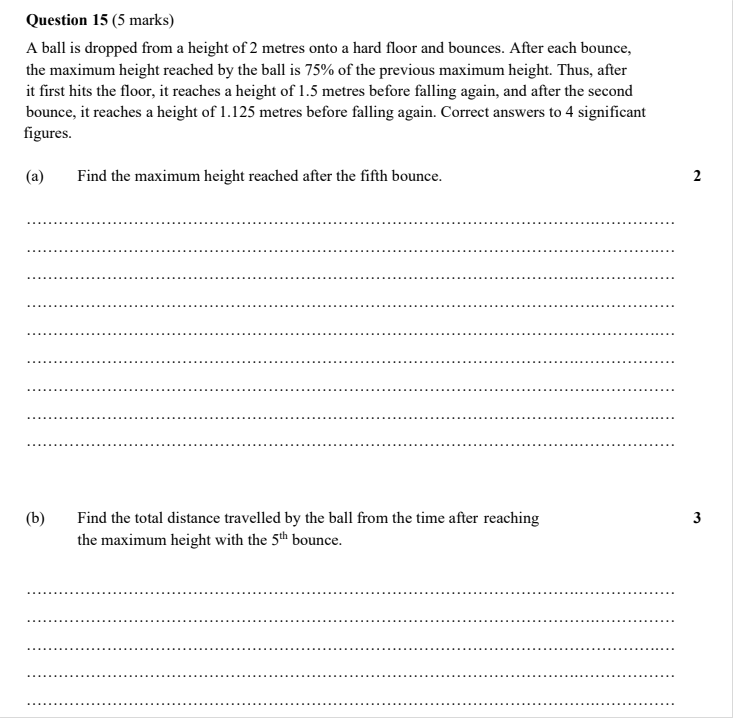 Question 15 (5 marks)
A ball is dropped from a height of 2 metres onto a hard floor and bounces. After each bounce,
the maximum height reached by the ball is 75% of the previous maximum height. Thus, after
it first hits the floor, it reaches a height of 1.5 metres before falling again, and after the second
bounce, it reaches a height of 1.125 metres before falling again. Correct answers to 4 significant
figures.
(a) Find the maximum height reached after the fifth bounce. 2
(b) Find the total distance travelled by the ball from the time after reaching 3
the maximum height with the 5th bounce.